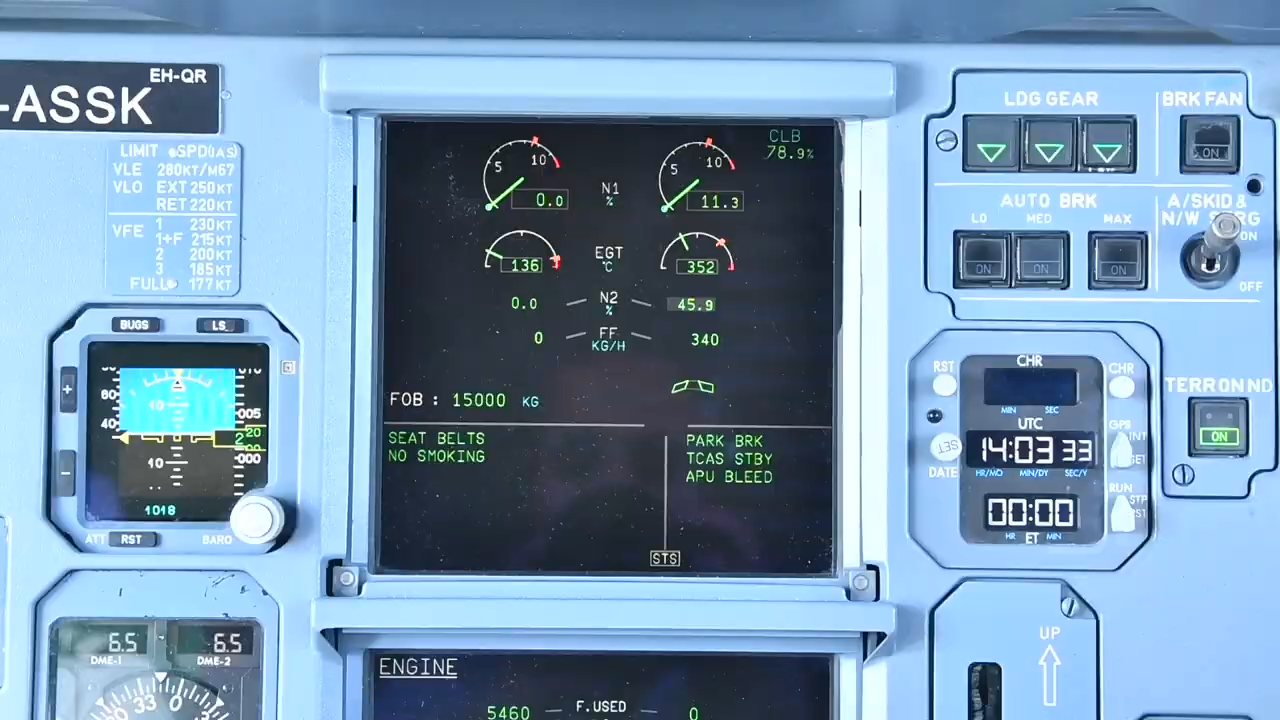 EH-QR
-ASSK
LIMIT SPD(IAS)
VLE 280KT/M67
VLO EXT 250KT
RET 220KT
VFE 1 230KT
1+F 215KT
2 200KT
3 185KT
FULL 177KT
BUGS LS
+
80
40
10
005
20
2
00
000
10
1018
-
ATT RST BARO
6.5 6.5
DME-1 DME-2
33 0
CLB
78.9%
5 10 5 10
0.0 N1 % 11.3
136 EGT °C 352
0.0 N2 % 45.9
0 FF KG/H 340
FOB : 15000 KG
SEAT BELTS
NO SMOKING
PARK BRK
TCAS STBY
APU BLEED
STS
ENGINE
5460 F.USED 0
LDG GEAR BRK FAN
ON
AUTO BRK A/SKID &
LO MED MAX
ON
ON ON ON
OFF
TERR ON ND
ON
CHR
RST CHR
MIN SEC
UTC
14:03 33
GPS
INT
SET
HR/MO MIN/DY SEC/Y
DATE
RUN
STP
RST
00:00
HR ET MIN
UP